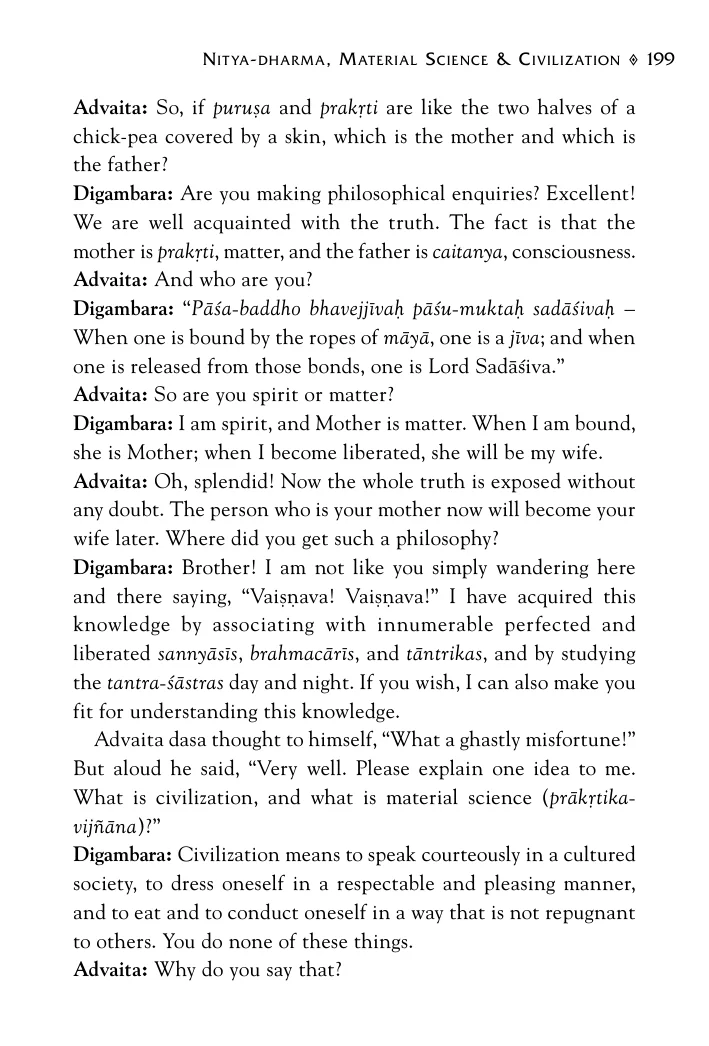 Nitya-dharma, Material Science & Civilization ◊ 199
Advaita: So, if puruṣa and prakṛti are like the two halves of a
chick-pea covered by a skin, which is the mother and which is
the father?
Digambara: Are you making philosophical enquiries? Excellent!
We are well acquainted with the truth. The fact is that the
mother is prakṛti, matter, and the father is caitanya, consciousness.
Advaita: And who are you?
Digambara: “Pāśa-baddho bhavejjīvaḥ pāśu-muktaḥ sadāśivaḥ –
When one is bound by the ropes of māyā, one is a jīva; and when
one is released from those bonds, one is Lord Sadāśiva.”
Advaita: So are you spirit or matter?
Digambara: I am spirit, and Mother is matter. When I am bound,
she is Mother; when I become liberated, she will be my wife.
Advaita: Oh, splendid! Now the whole truth is exposed without
any doubt. The person who is your mother now will become your
wife later. Where did you get such a philosophy?
Digambara: Brother! I am not like you simply wandering here
and there saying, “Vaiṣṇava! Vaiṣṇava!” I have acquired this
knowledge by associating with innumerable perfected and
liberated sannyāsīs, brahmacārīs, and tāntrikas, and by studying
the tantra-śāstras day and night. If you wish, I can also make you
fit for understanding this knowledge.
Advaita dasa thought to himself, “What a ghastly misfortune!”
But aloud he said, “Very well. Please explain one idea to me.
What is civilization, and what is material science (prākṛtika-
vijñāna)?”
Digambara: Civilization means to speak courteously in a cultured
society, to dress oneself in a respectable and pleasing manner,
and to eat and to conduct oneself in a way that is not repugnant
to others. You do none of these things.
Advaita: Why do you say that?